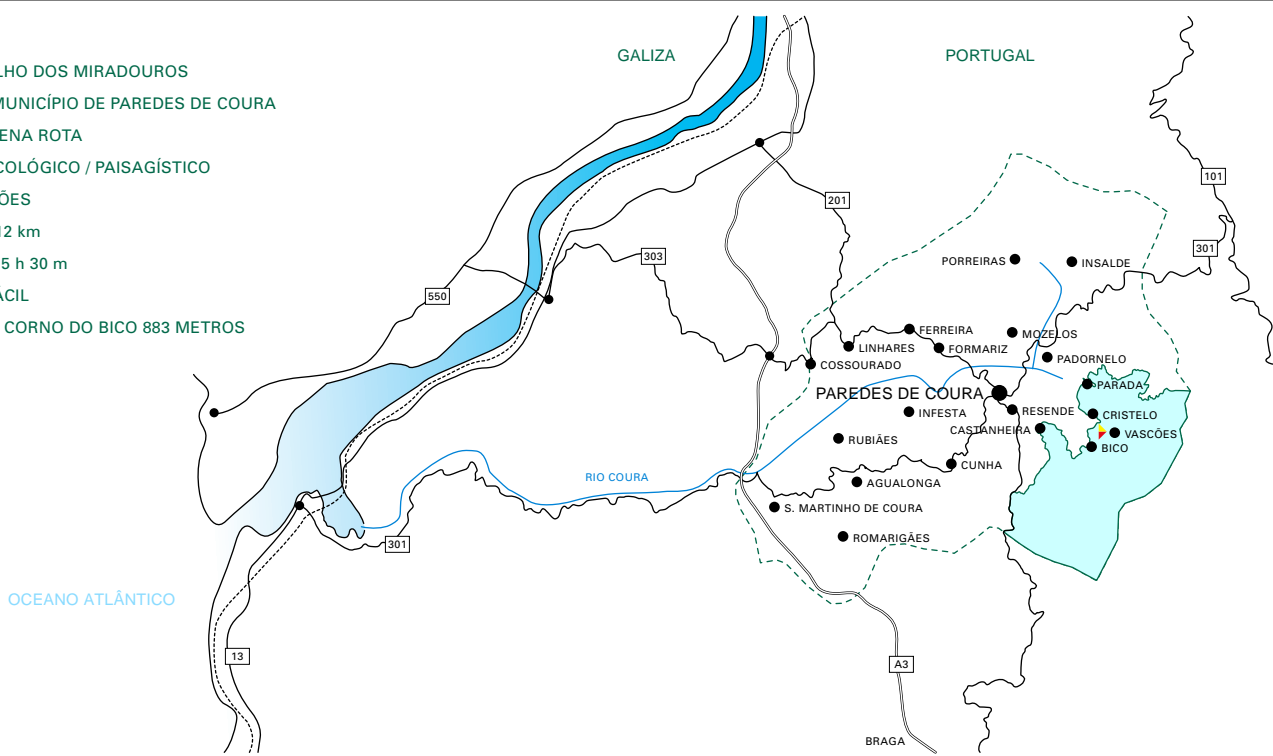 LHO DOS MIRADOUROS
MUNICÍPIO DE PAREDES DE COURA
ENA ROTA
COLÓGICO / PAISAGÍSTICO
ÕES
12 km
5 h 30 m
ÁCIL
CORNO DO BICO 883 METROS
GALIZA
PORTUGAL
101
201
301
303
550
PORREIRAS
INSALDE
FERREIRA
MOZELOS
LINHARES
FORMARIZ
COSSOURADO
PADORNELO
PARADA
PAREDES DE COURA
INFESTA
RESENDE
CRISTELO
CASTANHEIRA
VASCÕES
RUBIÃES
BICO
CUNHA
RIO COURA
AGUALONGA
S. MARTINHO DE COURA
ROMARIGÃES
301
OCEANO ATLÂNTICO
13
A3
BRAGA